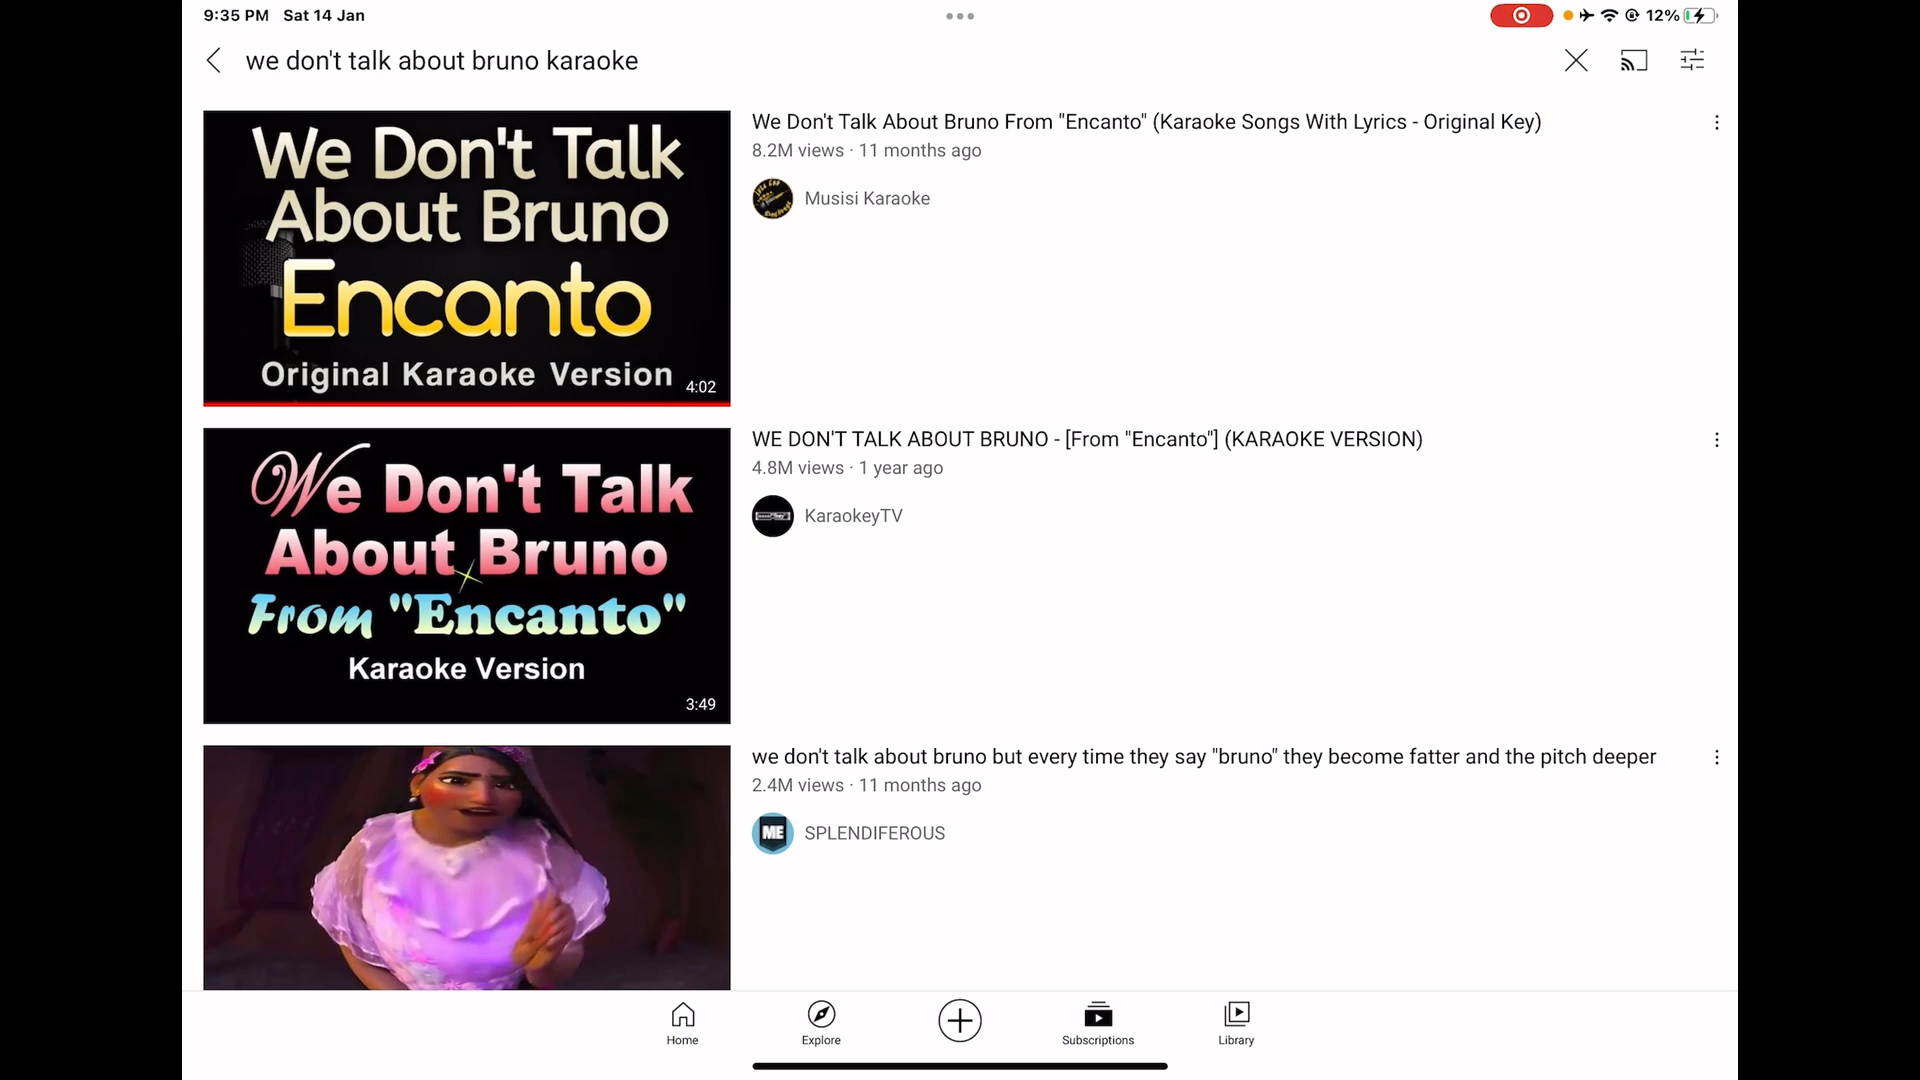 9:35 PM Sat 14 Jan
12%
we don't talk about bruno karaoke
We Don't Talk
About Bruno
Encanto
Original Karaoke Version
4:02
We Don't Talk About Bruno From "Encanto" (Karaoke Songs With Lyrics - Original Key)
8.2M views · 11 months ago
Musisi Karaoke
We Don't Talk
About Bruno
From "Encanto"
Karaoke Version
3:49
WE DON'T TALK ABOUT BRUNO - [From "Encanto"] (KARAOKE VERSION)
4.8M views · 1 year ago
KaraokeyTV
we don't talk about bruno but every time they say "bruno" they become fatter and the pitch deeper
2.4M views · 11 months ago
ME
SPLENDIFEROUS
Home
Explore
Subscriptions
Library